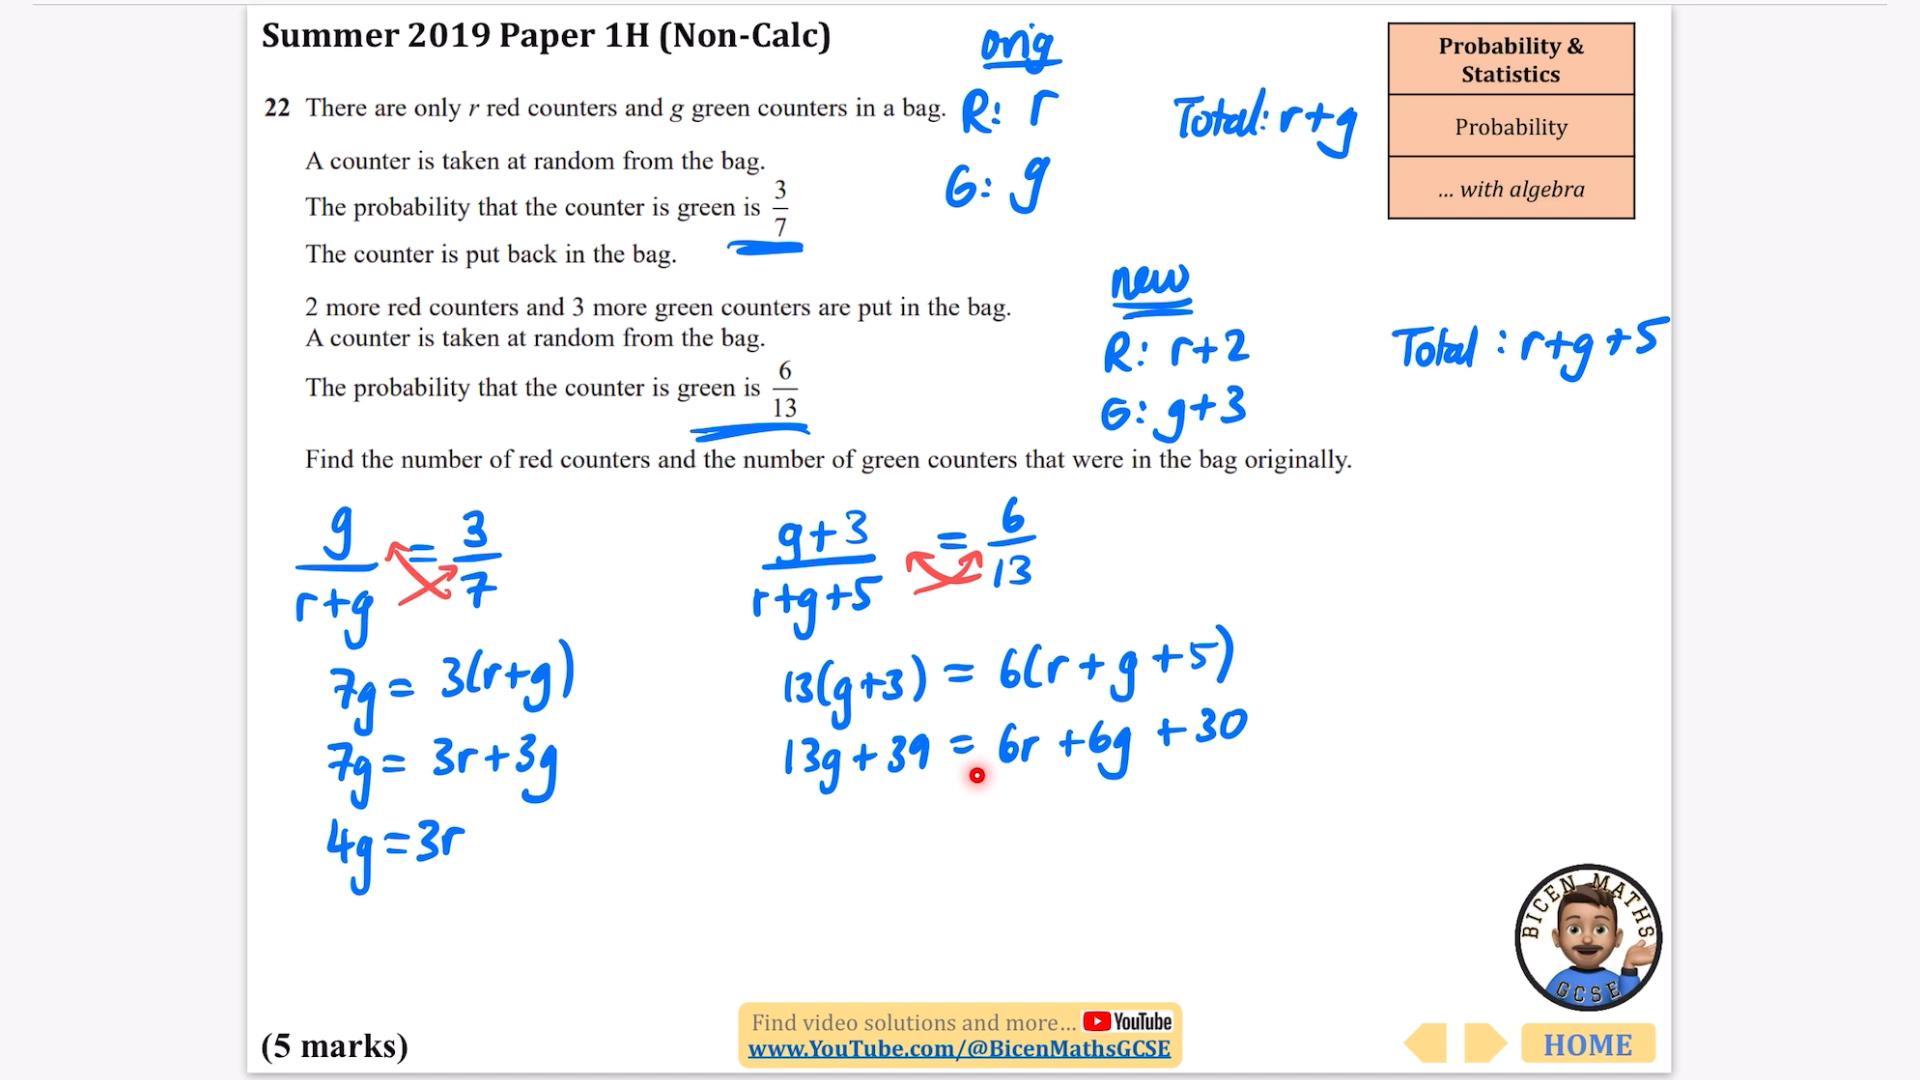 Summer 2019 Paper 1H (Non-Calc)
orig
Probability &
Statistics
Probability
... with algebra
22 There are only r red counters and g green counters in a bag.
R: r
Total: r+g
G: g
A counter is taken at random from the bag.
The probability that the counter is green is 3/7
The counter is put back in the bag.
new
2 more red counters and 3 more green counters are put in the bag.
R: r+2
Total : r+g+5
A counter is taken at random from the bag.
The probability that the counter is green is 6/13
G: g+3
Find the number of red counters and the number of green counters that were in the bag originally.
g/(r+g) = 3/7
7g = 3(r+g)
7g = 3r+3g
4g=3r
(g+3)/(r+g+5) = 6/13
13(g+3) = 6(r+g+5)
13g+39 = 6r+6g+30
BICEN MATHS
GCSE
(5 marks)
Find video solutions and more... YouTube
www.YouTube.com/@BicenMathsGCSE
HOME